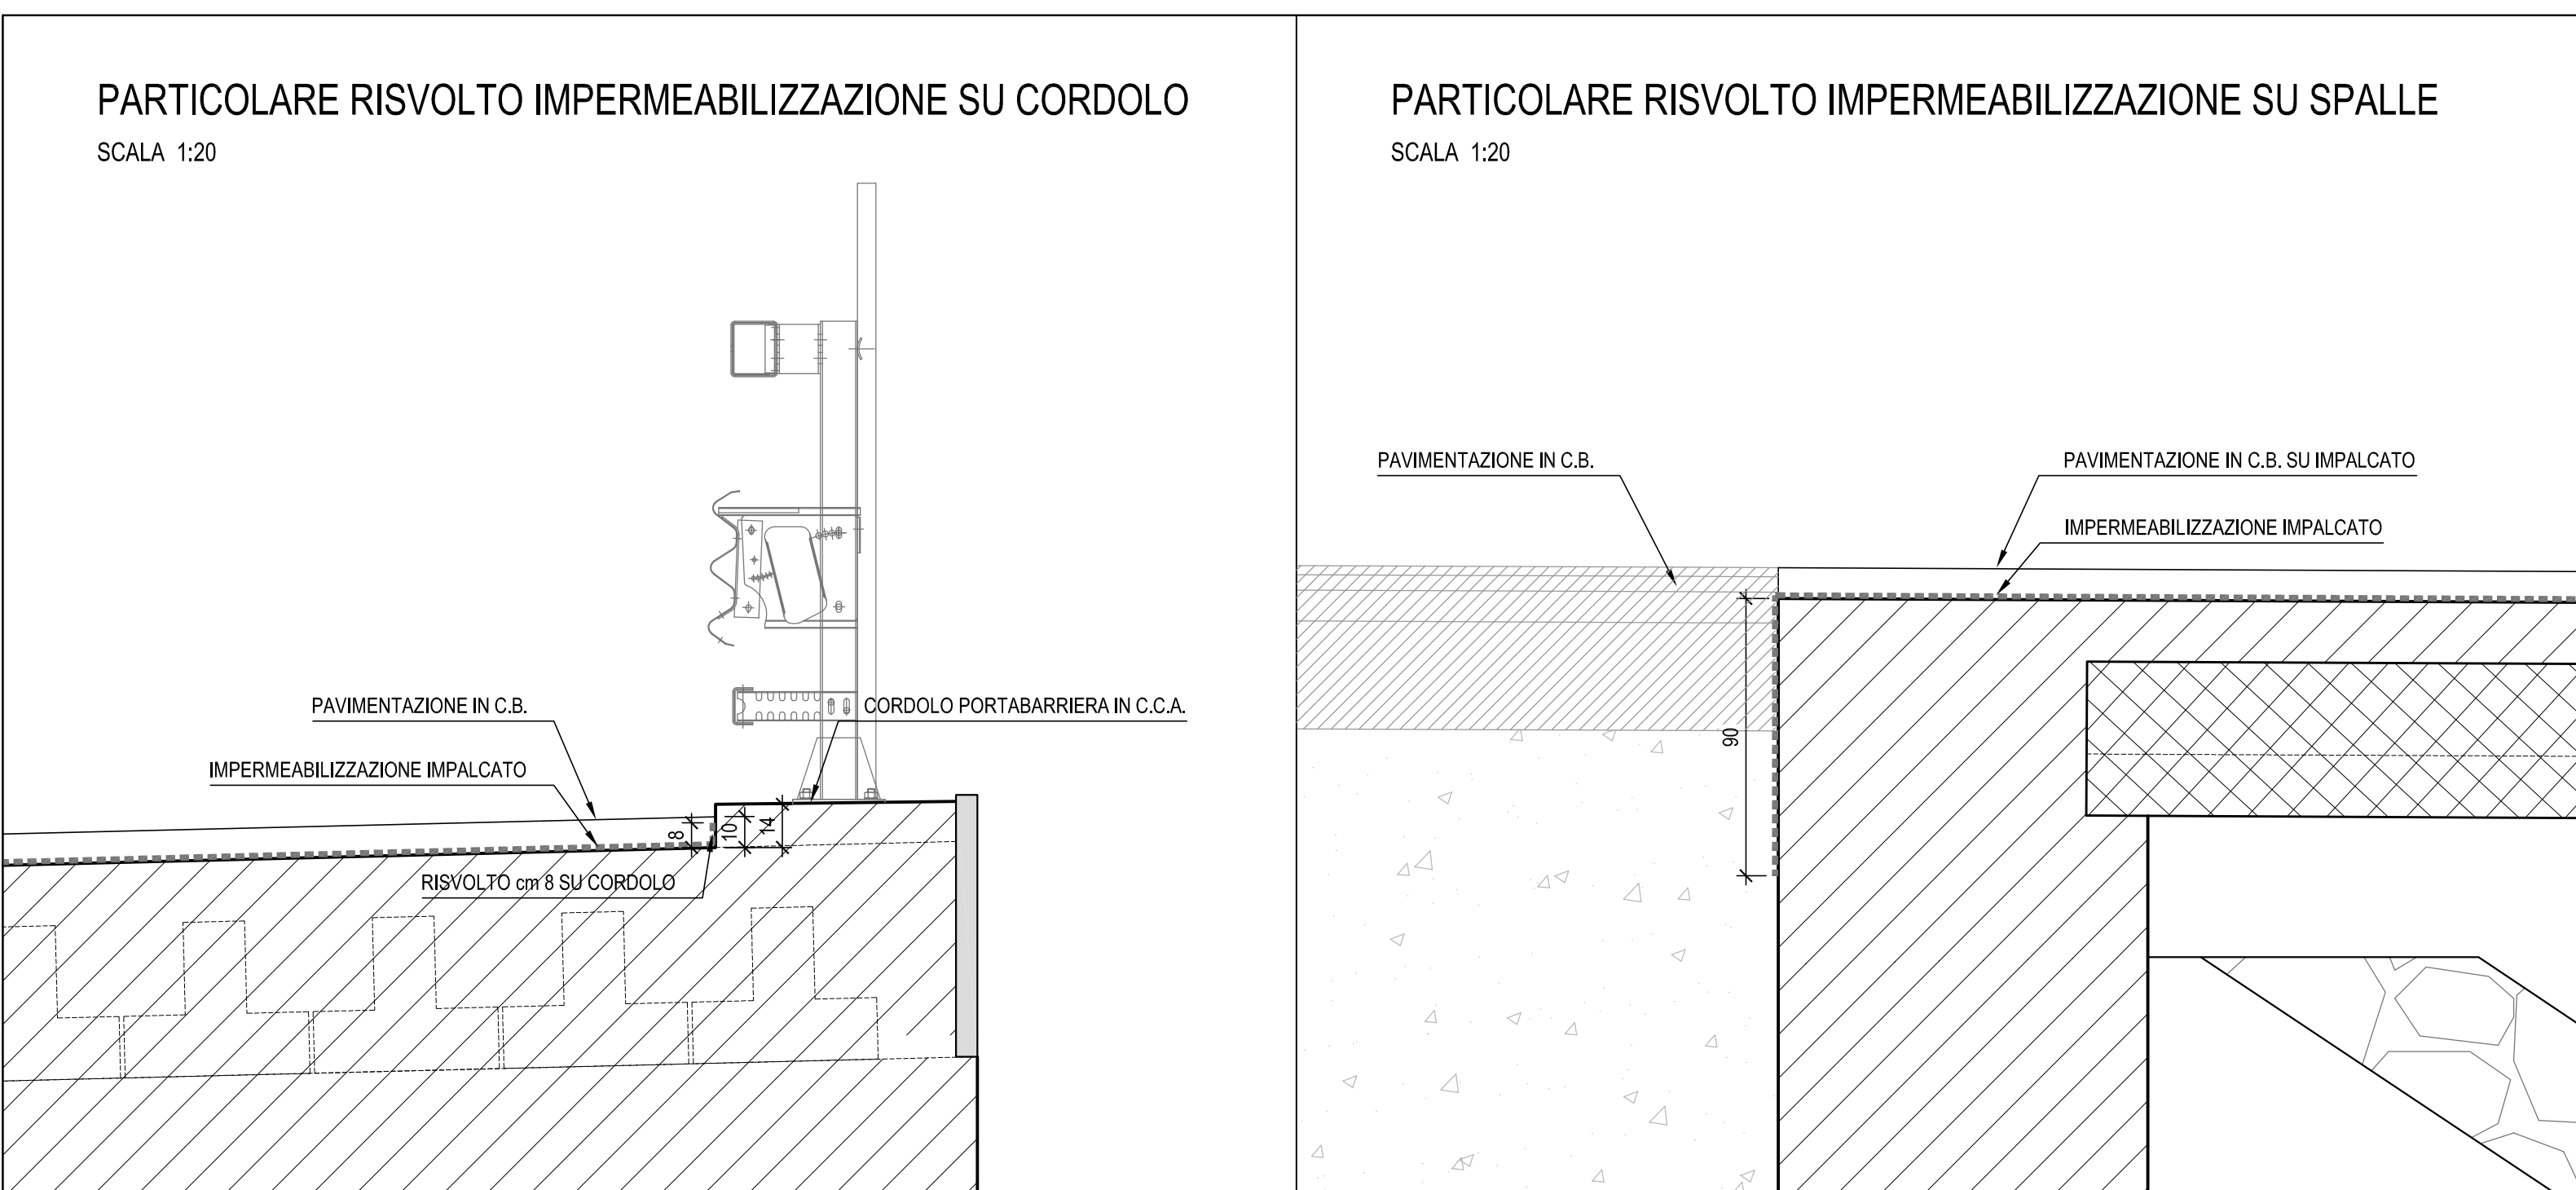 PARTICOLARE RISVOLTO IMPERMEABILIZZAZIONE SU CORDOLO
SCALA 1:20
PAVIMENTAZIONE IN C.B.
CORDOLO PORTABARRIERA IN C.C.A.
IMPERMEABILIZZAZIONE IMPALCATO
8
10
14
RISVOLTO cm 8 SU CORDOLO
PARTICOLARE RISVOLTO IMPERMEABILIZZAZIONE SU SPALLE
SCALA 1:20
PAVIMENTAZIONE IN C.B.
PAVIMENTAZIONE IN C.B. SU IMPALCATO
IMPERMEABILIZZAZIONE IMPALCATO
90